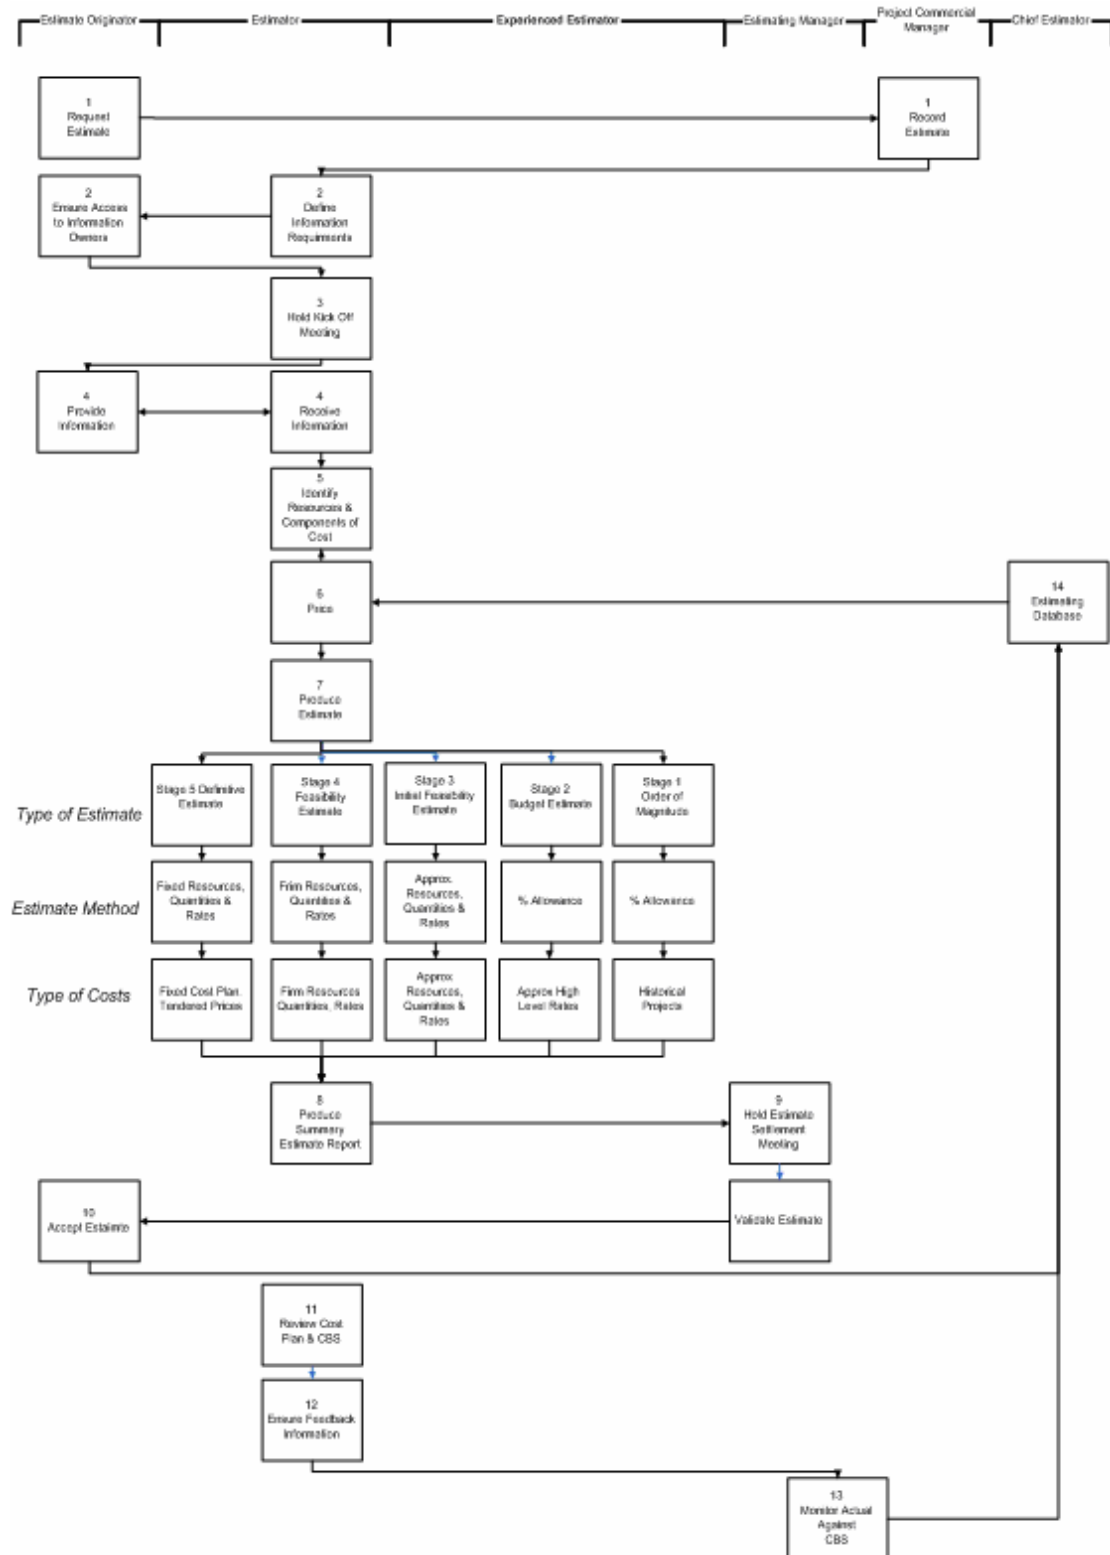 Estimate Originator
Estimator
Experienced Estimator
Estimating Manager
Project Commercial
Manager
Chief Estimator
1
Request
Estimate
1
Record
Estimate
2
Ensure Access
to Information
Owners
2
Define
Information
Requirments
3
Hold Kick Off
Meeting
4
Provide
Information
4
Receive
Information
5
Identify
Resources &
Components of
Cost
6
Price
14
Estimating
Database
7
Produce
Estimate
Type of Estimate
Stage 5 Definitive
Estimate
Stage 4
Feasibility
Estimate
Stage 3
Initial Feasibility
Estimate
Stage 2
Budget Estimate
Stage 1
Order of
Magnitude
Estimate Method
Fixed Resources,
Quantities &
Rates
Frim Resources,
Quantities &
Rates
Approx.
Resources,
Quantities &
Rates
% Allowance
% Allowance
Type of Costs
Fixed Cost Plan.
Tendered Prices
Firm Resources
Quantities, Rates
Approx
Resources,
Quantities &
Rates
Approx High
Level Rates
Historical
Projects
8
Produce
Summery
Estimate Report
9
Hold Estimate
Settlement
Meeting
10
Accept Estaimte
Validate Estimate
11
Review Cost
Plan & CBS
12
Ensure Feedback
Information
13
Monitor Actual
Against
CBS